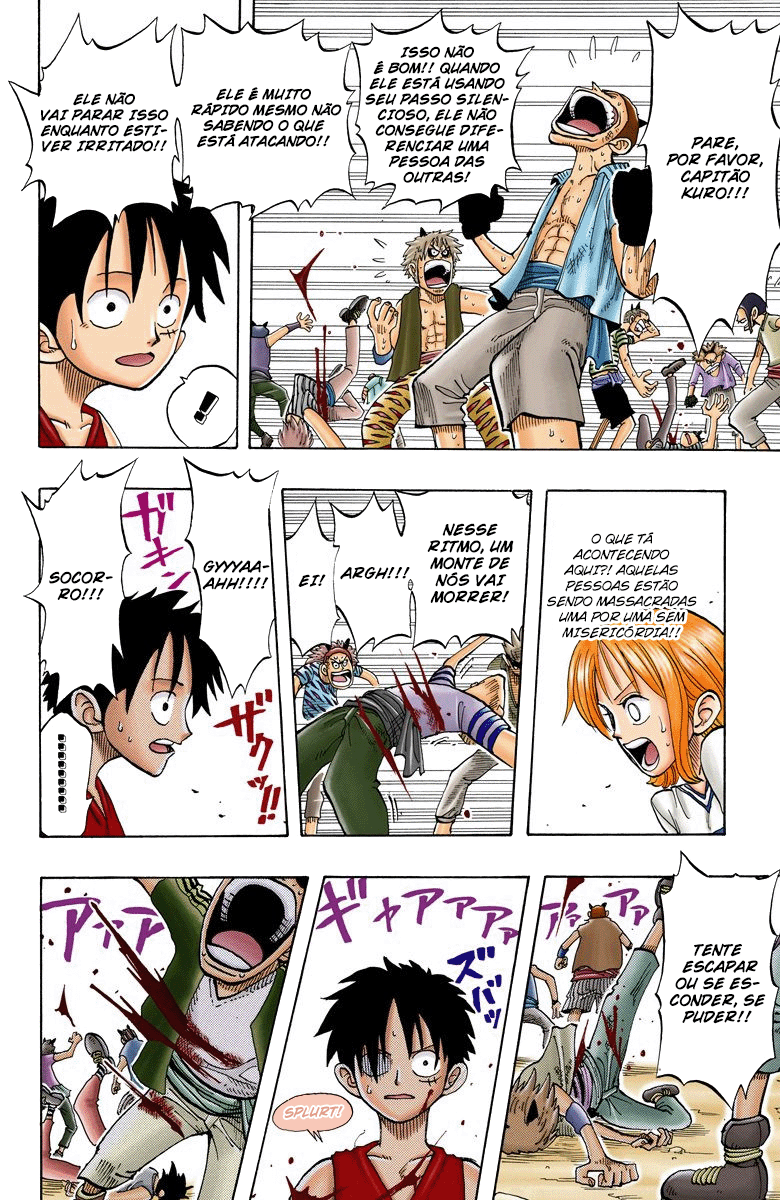 PARE,
POR FAVOR,
CAPITÃO
KURO!!!
ISSO NÃO
É BOM!! QUANDO
ELE ESTÁ USANDO
SEU PASSO SILEN-
CIOSO, ELE NÃO
CONSEGUE DIFE-
RENCIAR UMA
PESSOA DAS
OUTRAS!
ELE É MUITO
RÁPIDO MESMO NÃO
SABENDO O QUE
ESTÁ ATACANDO!!
ELE NÃO
VAI PARAR ISSO
ENQUANTO ESTI-
VER IRRITADO!!
!
O QUE TÁ
ACONTECENDO
AQUI?! AQUELAS
PESSOAS ESTÃO
SENDO MASSACRADAS
UMA POR UMA SEM
MISERICÓRDIA!!
NESSE
RITMO, UM
MONTE DE
NÓS VAI
MORRER!
ARGH!!!
EI!
GYYYAA-
AHH!!!!
ガキン
SOCOR-
RO!!!
ザクッ!!
TENTE
ESCAPAR
OU SE ES-
CONDER, SE
PUDER!!
アァアァ
ギャアァアァ
ズバッ
SPLURT!
アァァァ